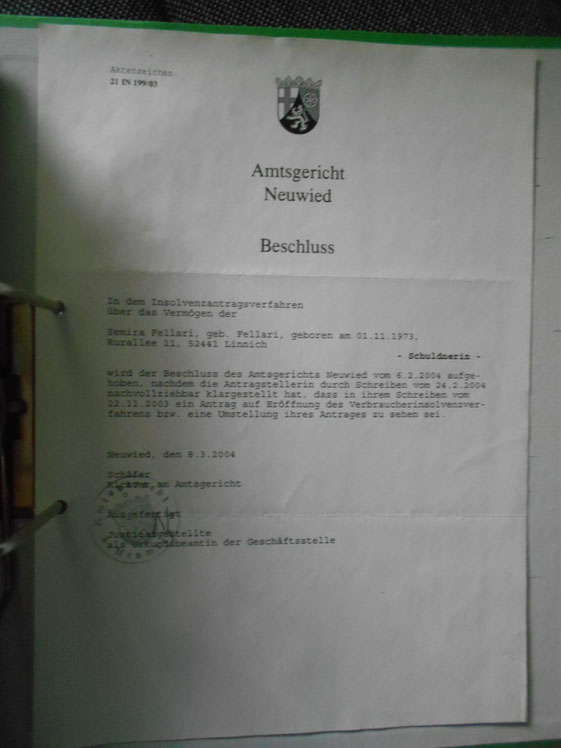 Aktenzeichen:
21 IN 199/03
Amtsgericht
Neuwied
Beschluss
In dem Insolvenzantragsverfahren
über das Vermögen der
Semira Fellari, geb. Fellari, geboren am 01.11.1973,
Rurallee 11, 52441 Linnich
- Schuldnerin -
wird der Beschluss des Amtsgerichts Neuwied vom 6.2.2004 aufge-
hoben, nachdem die Antragstellerin durch Schreiben vom 24.2.2004
nachvollziehbar klargestellt hat, dass in ihrem Schreiben vom
22.11.2003 ein Antrag auf Eröffnung des Verbraucherinsolvenzver-
fahrens bzw. eine Umstellung ihres Antrages zu sehen sei.
Neuwied, den 8.3.2004
Schäfer
Richter am Amtsgericht
Ausgefertigt
Justizangestellte
als Urkundsbeamtin der Geschäftsstelle